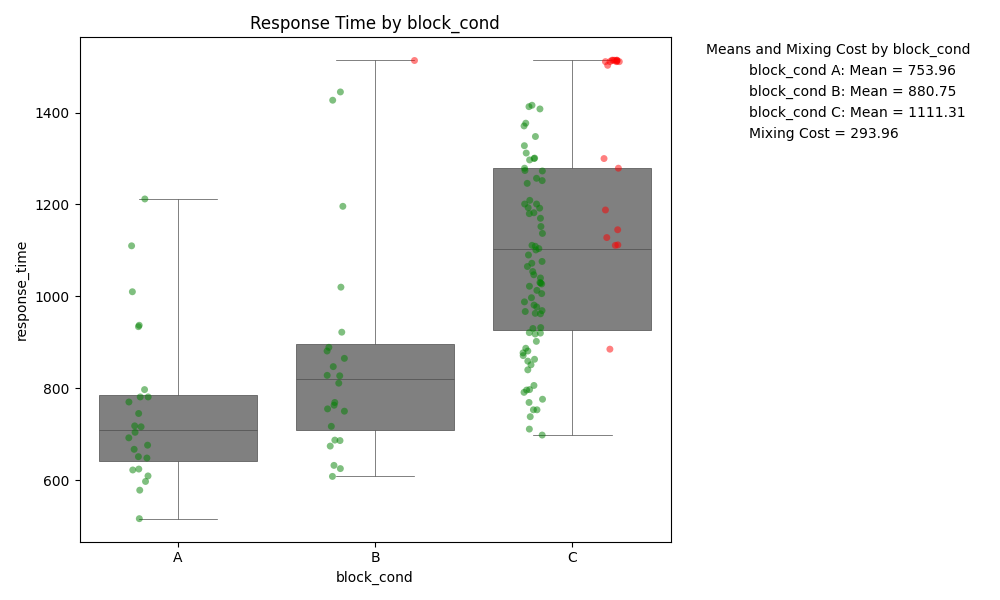 Response Time by block_cond
Means and Mixing Cost by block_cond
block_cond A: Mean = 753.96
block_cond B: Mean = 880.75
block_cond C: Mean = 1111.31
Mixing Cost = 293.96
response_time
1400
1200
1000
800
600
A B C
block_cond